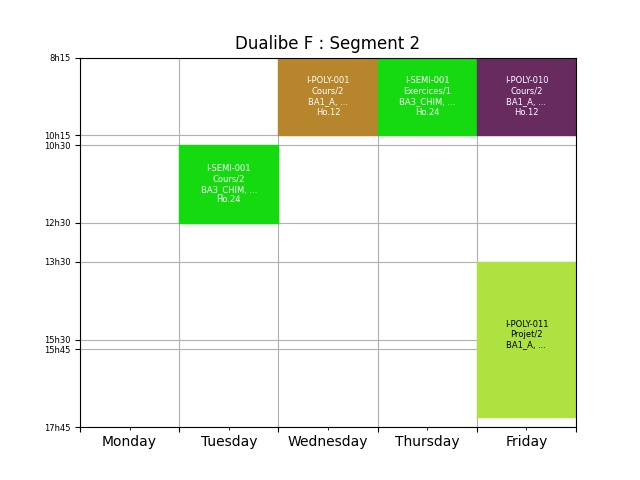 Dualibe F : Segment 2
8h15
10h15
10h30
12h30
13h30
15h30
15h45
17h45
I-POLY-001
Cours/2
BA1_A, ...
Ho.12
I-SEMI-001
Exercices/1
BA3_CHIM, ...
Ho.24
I-POLY-010
Cours/2
BA1_A, ...
Ho.12
I-SEMI-001
Cours/2
BA3_CHIM, ...
Ho.24
I-POLY-011
Projet/2
BA1_A, ...
Monday
Tuesday
Wednesday
Thursday
Friday